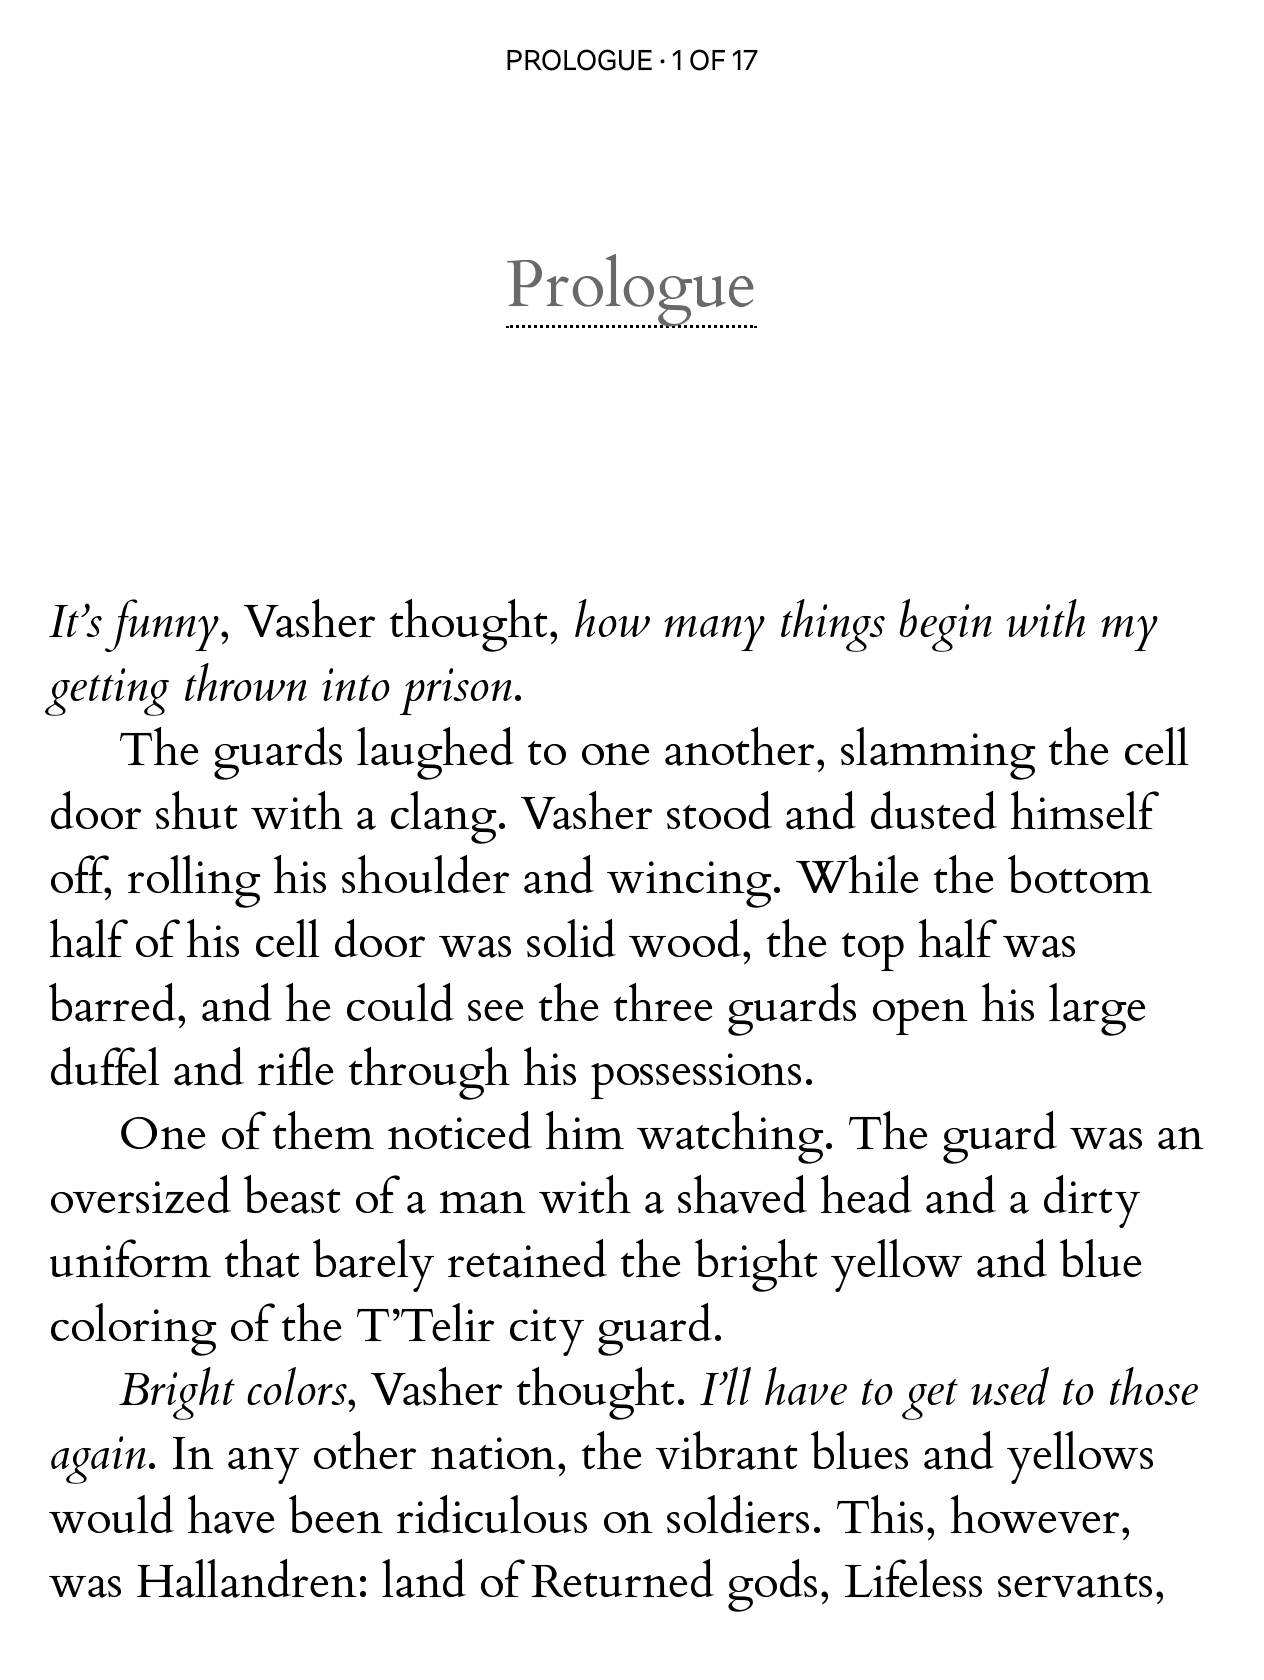 PROLOGUE · 1 OF 17
Prologue
It’s funny, Vasher thought, how many things begin with my
getting thrown into prison.
The guards laughed to one another, slamming the cell
door shut with a clang. Vasher stood and dusted himself
off, rolling his shoulder and wincing. While the bottom
half of his cell door was solid wood, the top half was
barred, and he could see the three guards open his large
duffel and rifle through his possessions.
One of them noticed him watching. The guard was an
oversized beast of a man with a shaved head and a dirty
uniform that barely retained the bright yellow and blue
coloring of the T’Telir city guard.
Bright colors, Vasher thought. I’ll have to get used to those
again. In any other nation, the vibrant blues and yellows
would have been ridiculous on soldiers. This, however,
was Hallandren: land of Returned gods, Lifeless servants,